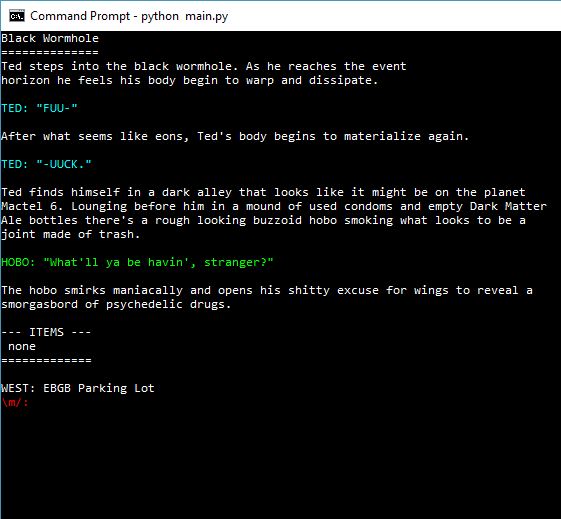 Command Prompt - python  main.py
Black Wormhole
==============
Ted steps into the black wormhole. As he reaches the event
horizon he feels his body begin to warp and dissipate.
TED: "FUU-"
After what seems like eons, Ted's body begins to materialize again.
TED: "-UUCK."
Ted finds himself in a dark alley that looks like it might be on the planet
Mactel 6. Lounging before him in a mound of used condoms and empty Dark Matter
Ale bottles there's a rough looking buzzoid hobo smoking what looks to be a
joint made of trash.
HOBO: "What'll ya be havin', stranger?"
The hobo smirks maniacally and opens his shitty excuse for wings to reveal a
smorgasbord of psychedelic drugs.
--- ITEMS ---
none
=============
WEST: EBGB Parking Lot
\m/: